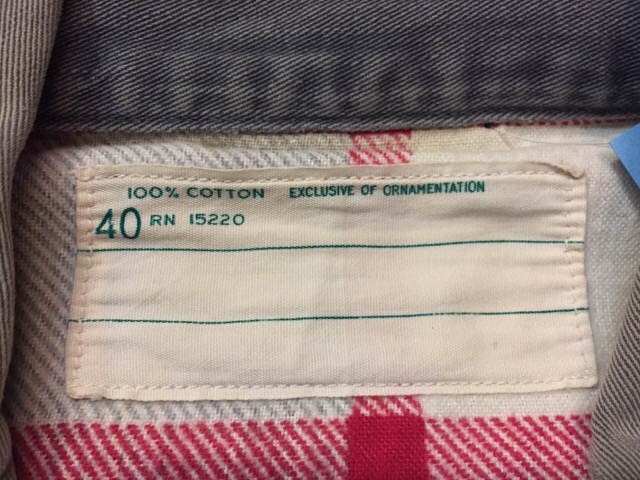 100% COTTON EXCLUSIVE OF ORNAMENTATION
40 RN 15220